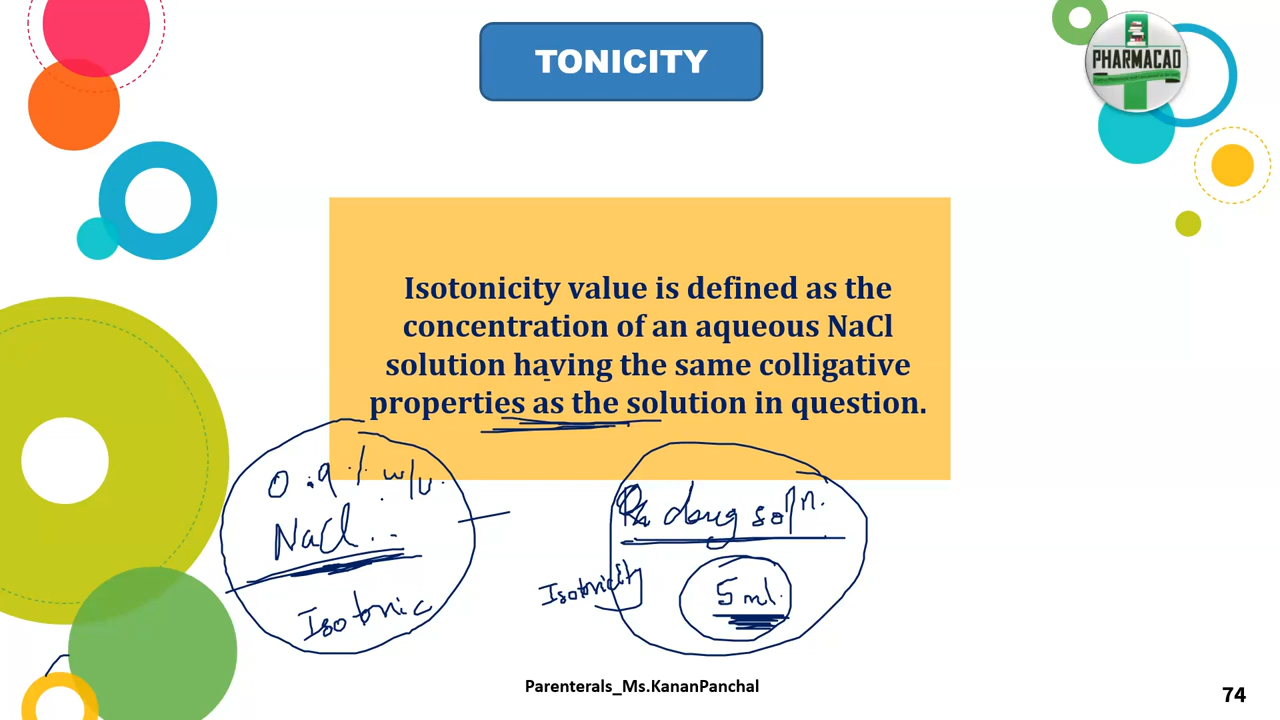 TONICITY
PHARMACAD
Isotonicity value is defined as the
concentration of an aqueous NaCl
solution having the same colligative
properties as the solution in question.
0.9 % w/v.
NaCl..
Isotonic
drug sol n.
Isotonicity
5 ml.
Parenterals_Ms.KananPanchal
74